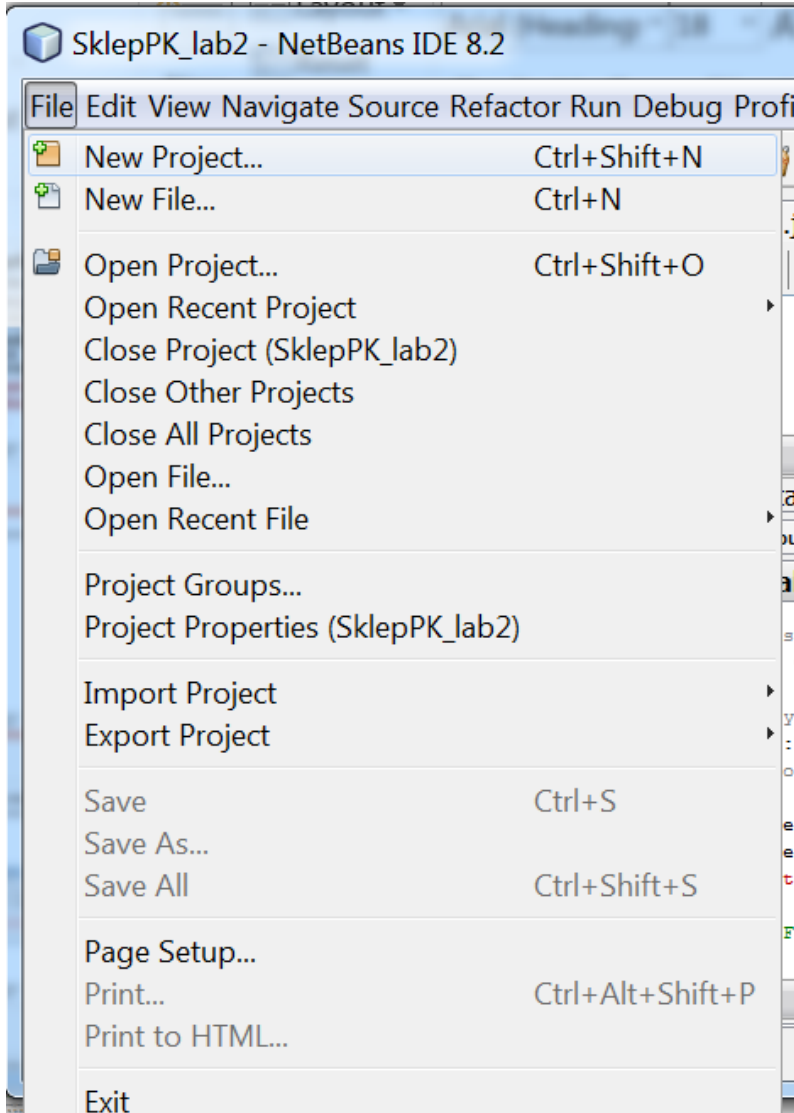 SklepPK_lab2 - NetBeans IDE 8.2
File Edit View Navigate Source Refactor Run Debug Profi
New Project... Ctrl+Shift+N
New File... Ctrl+N
Open Project... Ctrl+Shift+O
Open Recent Project
Close Project (SklepPK_lab2)
Close Other Projects
Close All Projects
Open File...
Open Recent File
Project Groups...
Project Properties (SklepPK_lab2)
Import Project
Export Project
Save Ctrl+S
Save As...
Save All Ctrl+Shift+S
Page Setup...
Print... Ctrl+Alt+Shift+P
Print to HTML...
Exit